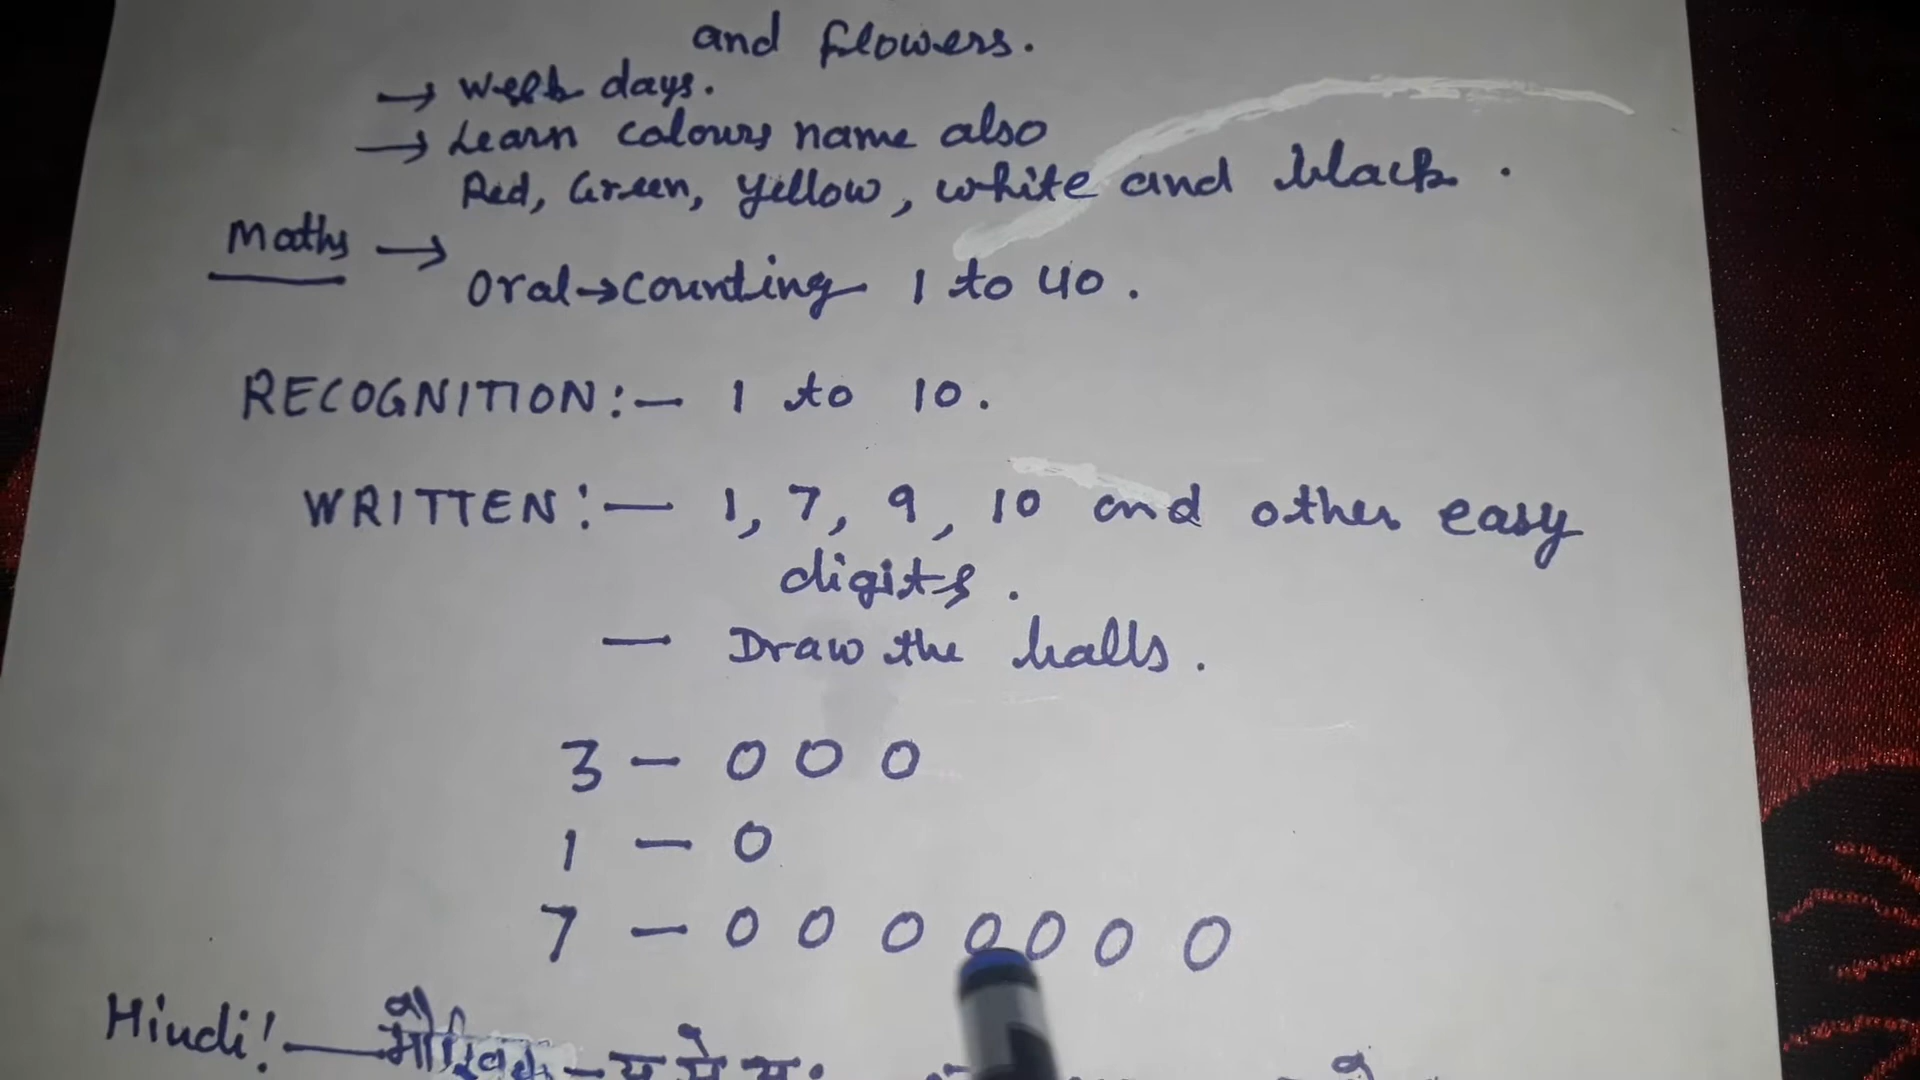 and flowers.
→ Week days.
→ Learn colours name also
Red, Green, Yellow, white and black.
Maths →
Oral → counting 1 to 40.
RECOGNITION:— 1 to 10.
WRITTEN:— 1, 7, 9, 10 and other easy
digits.
— Draw the balls.
3 — 0 0 0
1 — 0
7 — 0 0 0 0 0 0 0
Hindi!— मौखिक –